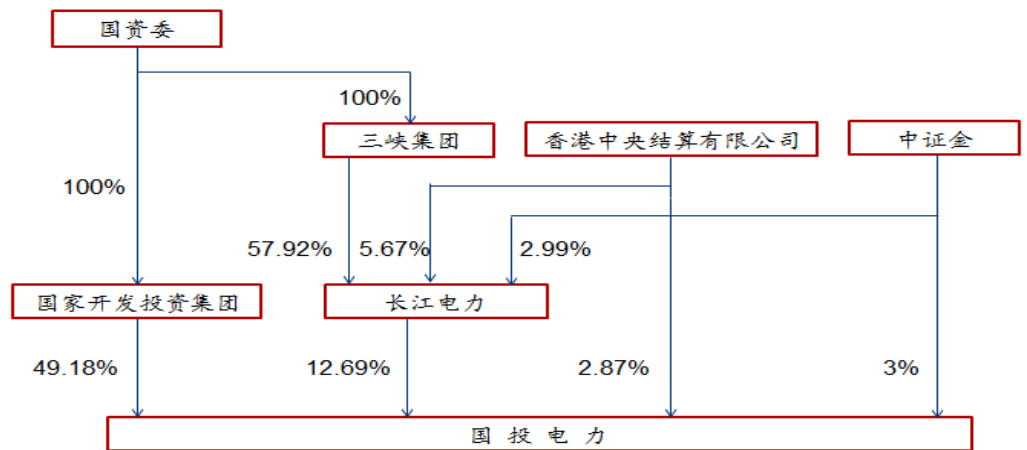 国资委
100%
三峡集团
香港中央结算有限公司
中证金
100%
57.92%
5.67%
2.99%
国家开发投资集团
长江电力
49.18%
12.69%
2.87%
3%
国投电力